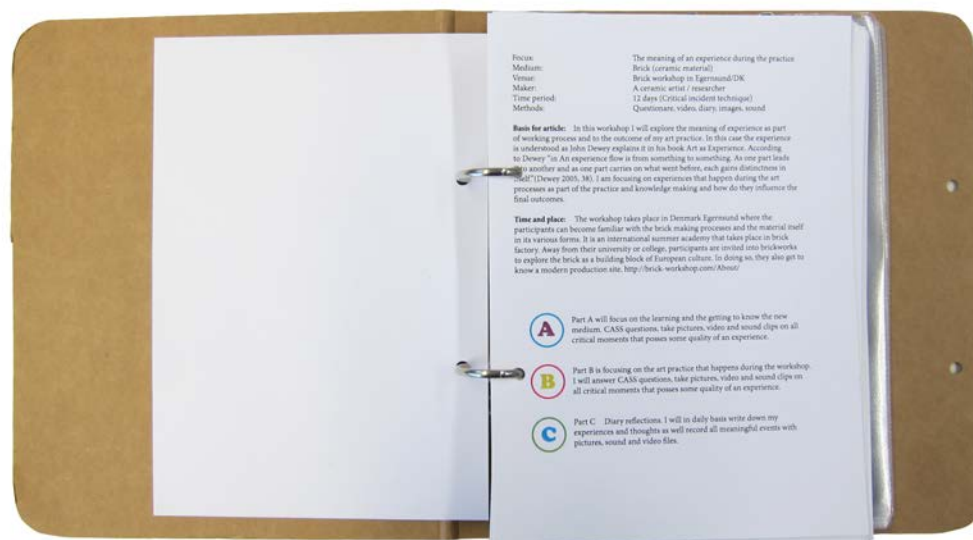 Focus: The meaning of an experience during the practice
Medium: Brick (ceramic material)
Venue: Brick workshop in Egernsund/DK
Maker: A ceramic artist / researcher
Time period: 12 days (Critical incident technique)
Methods: Questionare, video, diary, images, sound
Basis for article: In this workshop I will explore the meaning of experience as part
of working process and to the outcome of my art practice. In this case the experience
is understood as John Dewey explains it in his book Art as Experience. According
to Dewey "in An experience flow is from something to something. As one part leads
to another and as one part carries on what went before, each gains distinctness in
itself."(Dewey 2005, 38). I am focusing on experiences that happen during the art
processes as part of the practice and knowledge making and how do they influence the
final outcomes.
Time and place: The workshop takes place in Denmark Egernsund where the
participants can become familiar with the brick making processes and the material itself
in its various forms. It is an international summer academy that takes place in brick
factory. Away from their university or college, participants are invited into brickworks
to explore the brick as a building block of European culture. In doing so, they also get to
know a modern production site. http://brick-workshop.com/About/
A Part A will focus on the learning and the getting to know the new
medium. CASS questions, take pictures, video and sound clips on all
critical moments that posses some quality of an experience.
B Part B is focusing on the art practice that happens during the workshop.
I will answer CASS questions, take pictures, video and sound clips on
all critical moments that posses some quality of an experience.
C Part C Diary reflections. I will in daily basis write down my
experiences and thoughts as well record all meaningful events with
pictures, sound and video files.